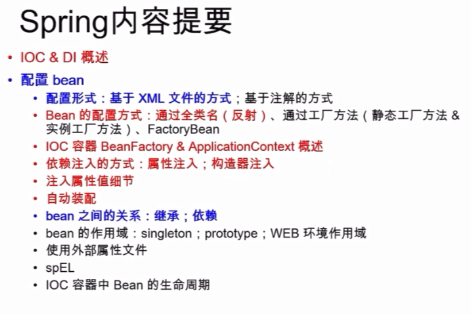 Spring内容提要
• IOC & DI 概述
• 配置 bean
• 配置形式：基于 XML 文件的方式；基于注解的方式
• Bean 的配置方式：通过全类名（反射）、通过工厂方法（静态工厂方法 &
实例工厂方法）、FactoryBean
• IOC 容器 BeanFactory & ApplicationContext 概述
• 依赖注入的方式：属性注入；构造器注入
• 注入属性值细节
• 自动装配
• bean 之间的关系：继承；依赖
• bean 的作用域：singleton；prototype；WEB 环境作用域
• 使用外部属性文件
• spEL
• IOC 容器中 Bean 的生命周期